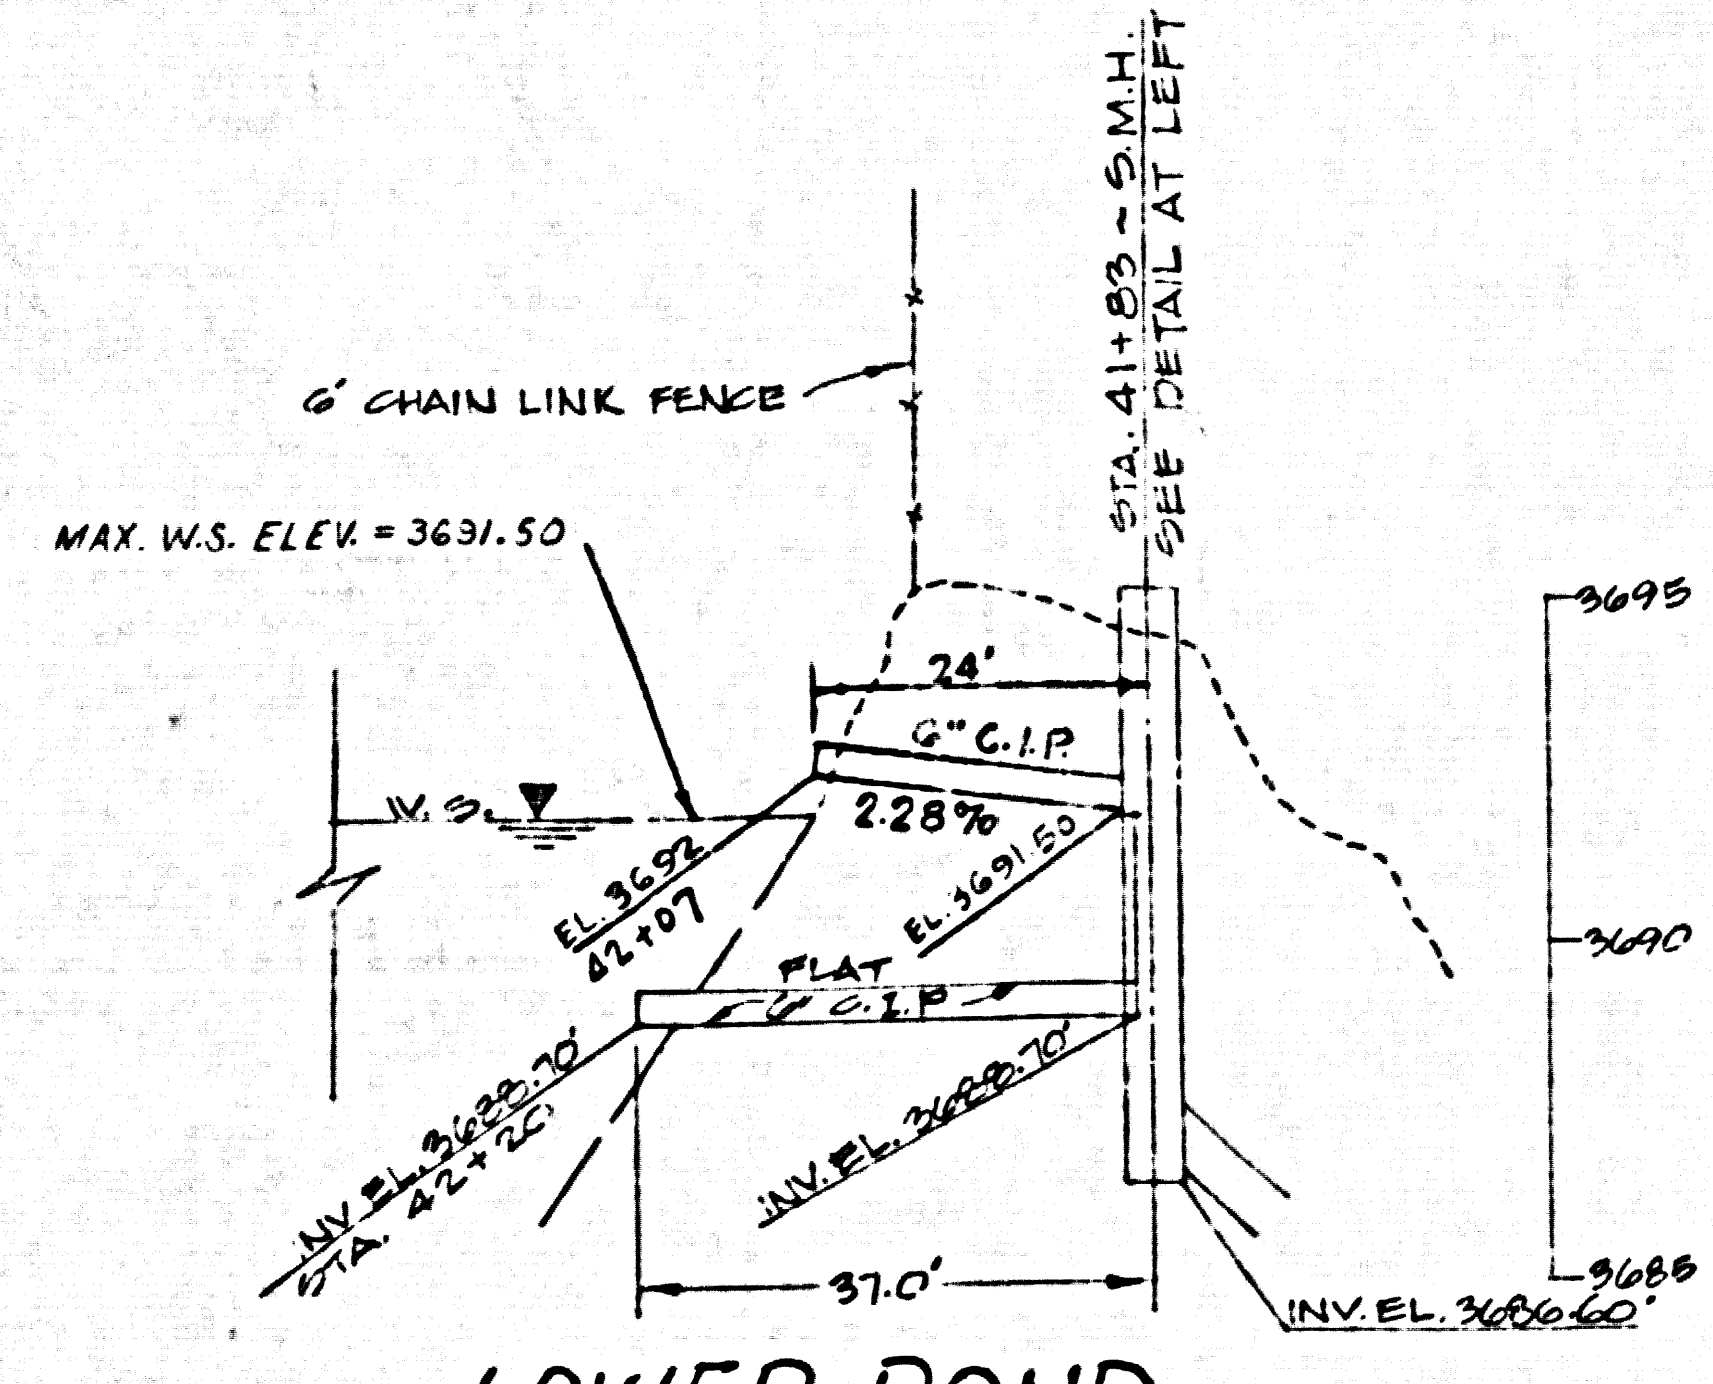 STA. 41+83 ~ S.M.H.
SEE DETAIL AT LEFT
6' CHAIN LINK FENCE
MAX. W.S. ELEV. = 3691.50
3695
24'
6" C.I.P.
W.S.
2.28%
EL. 3692
42+07
EL. 3691.50
3690
FLAT
6" C.I.P
INV. EL. 3688.70'
STA. 42+20
INV. EL. 3688.70'
37.0'
3685
INV. EL. 3686.60'
LOWER POND